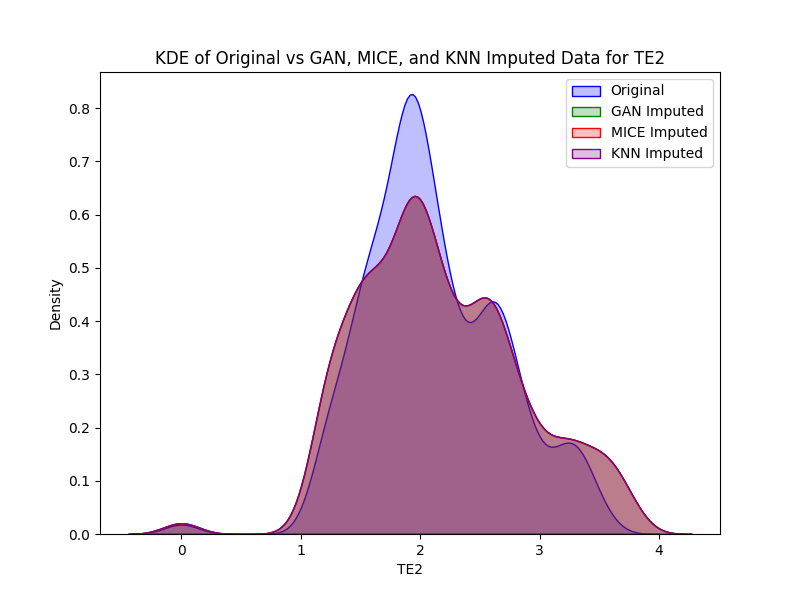 KDE of Original vs GAN, MICE, and KNN Imputed Data for TE2
Original
GAN Imputed
MICE Imputed
KNN Imputed
Density
0.8
0.7
0.6
0.5
0.4
0.3
0.2
0.1
0.0
0 1 2 3 4
TE2